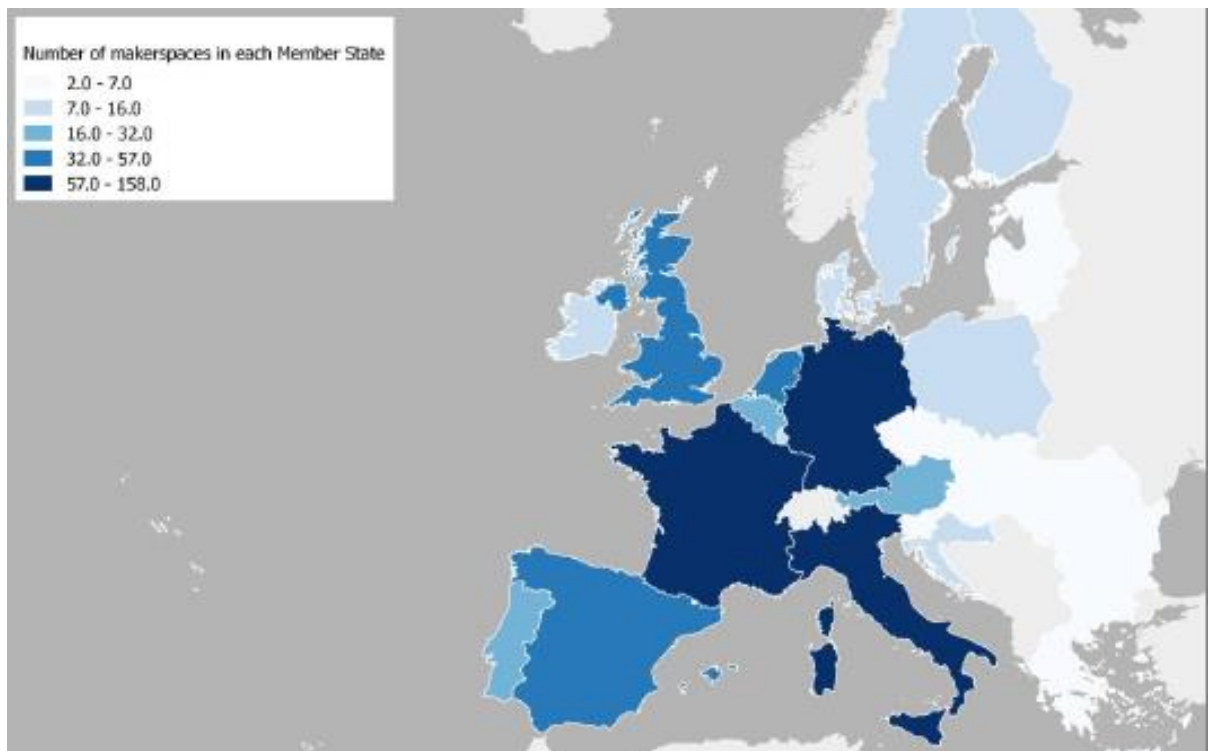 Number of makerspaces in each Member State
2.0 - 7.0
7.0 - 16.0
16.0 - 32.0
32.0 - 57.0
57.0 - 158.0